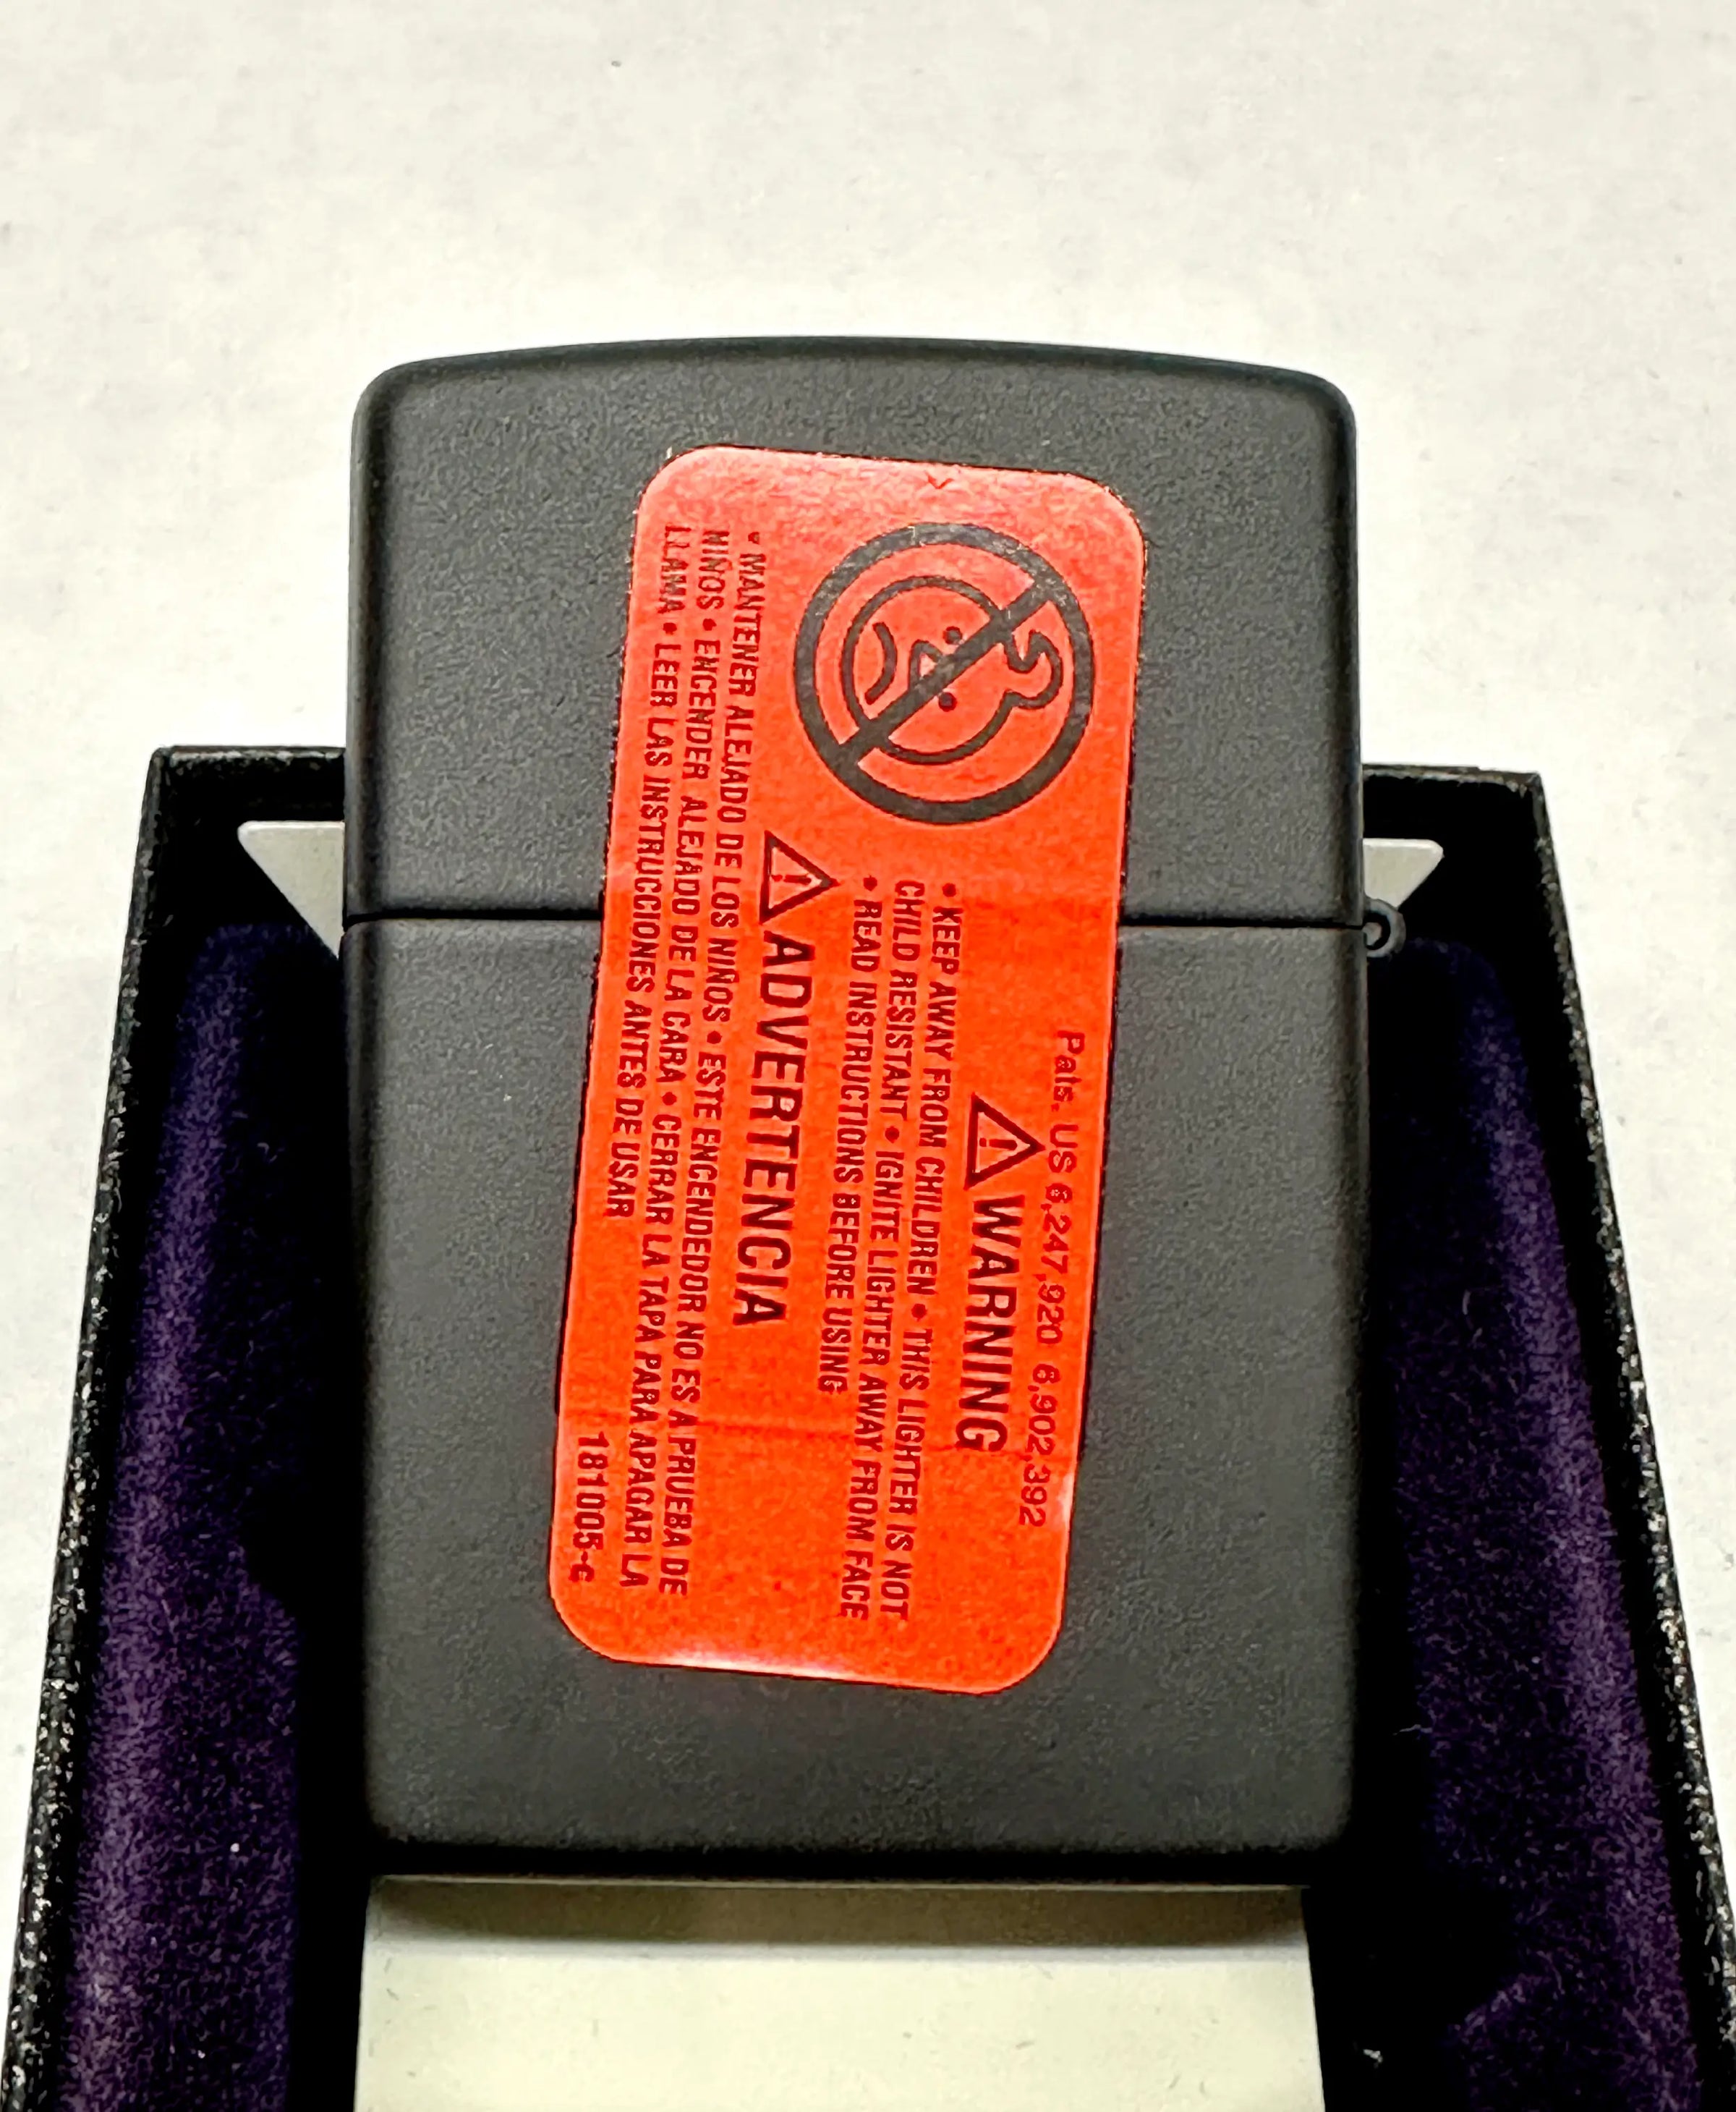 Pats. US 6,247,920 6,902,392
WARNING
• KEEP AWAY FROM CHILDREN • THIS LIGHTER IS NOT
CHILD RESISTANT • IGNITE LIGHTER AWAY FROM FACE
• READ INSTRUCTIONS BEFORE USING
ADVERTENCIA
• MANTENER ALEJADO DE LOS NIÑOS • ESTE ENCENDEDOR NO ES A PRUEBA DE
NIÑOS • ENCENDER ALEJADO DE LA CARA • CERRAR LA TAPA PARA APAGAR LA
LLAMA • LEER LAS INSTRUCCIONES ANTES DE USAR
181005-c